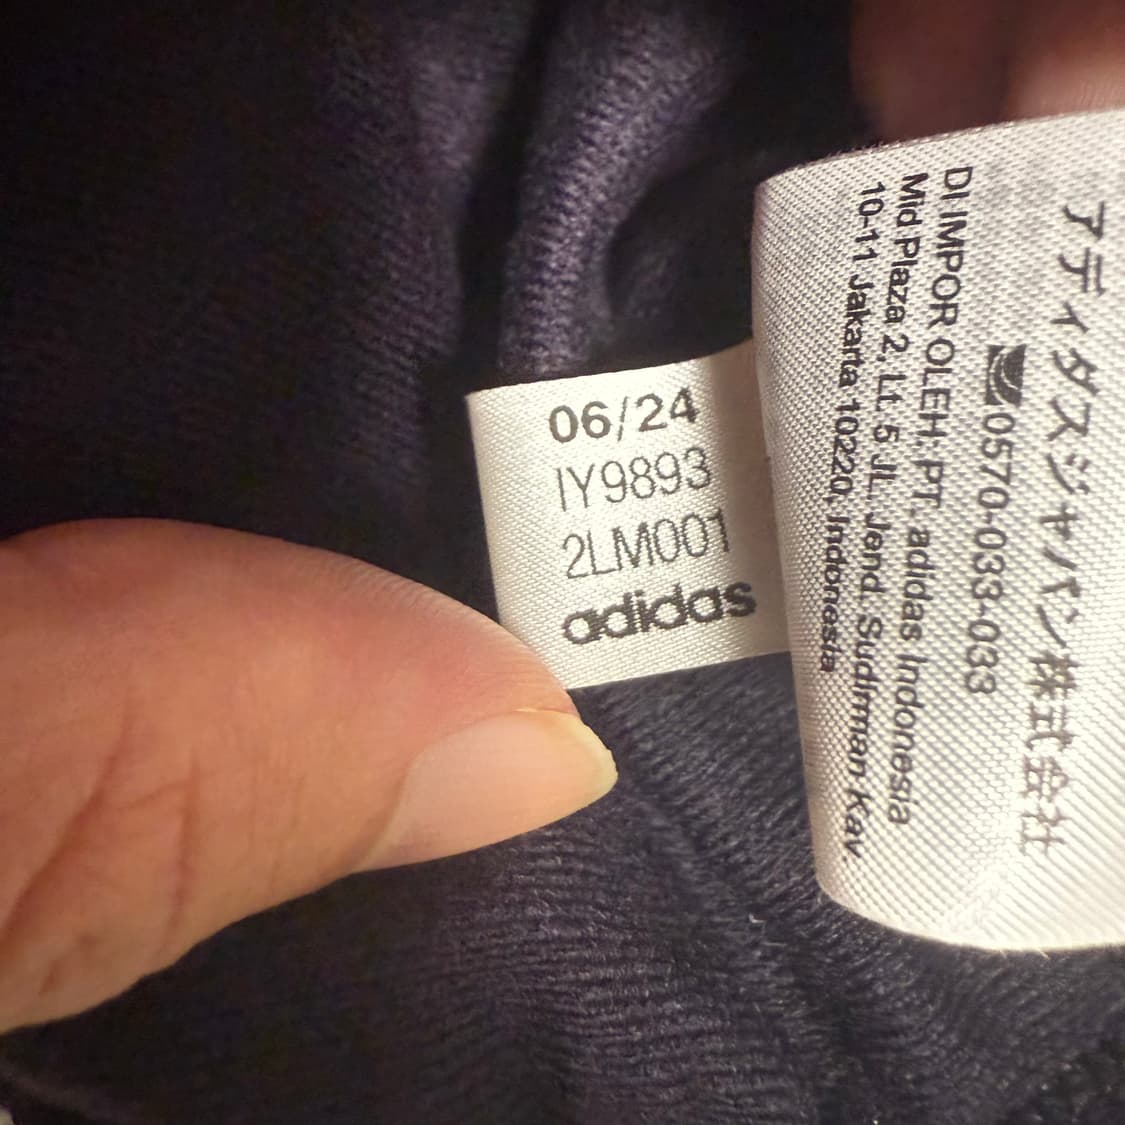 06/24
IY9893
2LM001
adidas
アディダスジャパン株式会社
0570-033-033
DI IMPOR OLEH, PT. adidas Indonesia
Mid Plaza 2, Lt 5 JL. Jend. Sudirman Kav.
10-11 Jakarta 10220, Indonesia